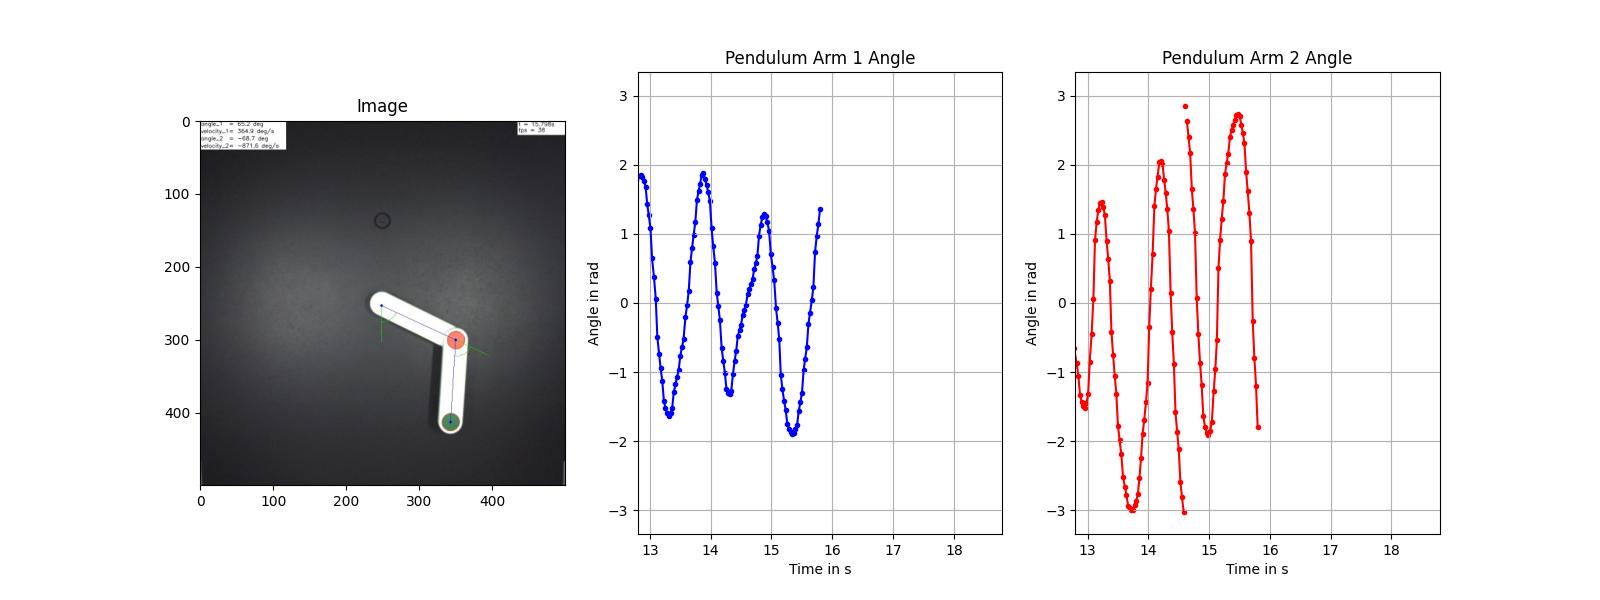 Image
angle_1 = 65.2 deg
velocity_1= 364.9 deg/s
angle_2 = -68.7 deg
velocity_2= -871.6 deg/s
t = 15.798s
fps = 38
0
100
200
300
400
0 100 200 300 400
Pendulum Arm 1 Angle
Angle in rad
3
2
1
0
−1
−2
−3
13 14 15 16 17 18
Time in s
Pendulum Arm 2 Angle
Angle in rad
3
2
1
0
−1
−2
−3
13 14 15 16 17 18
Time in s